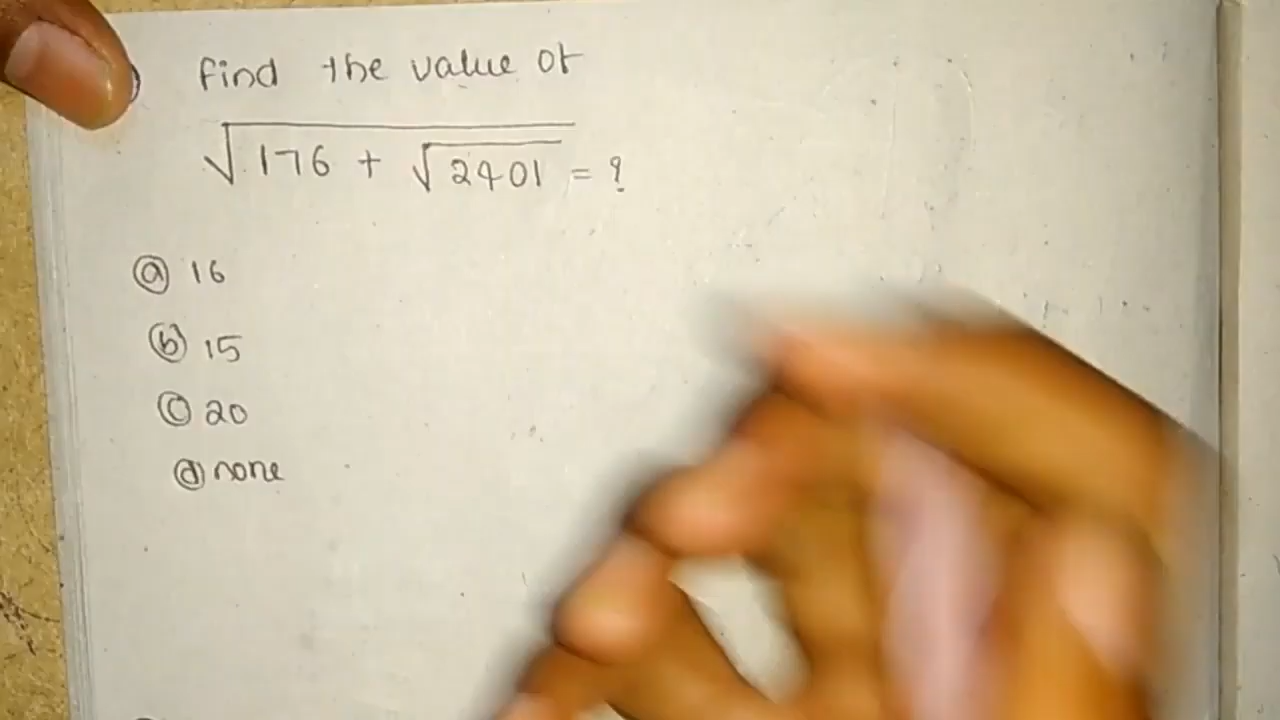 Find the value of
√176 + √2401 = ?
ⓐ 16
ⓑ 15
ⓒ 20
ⓓ none